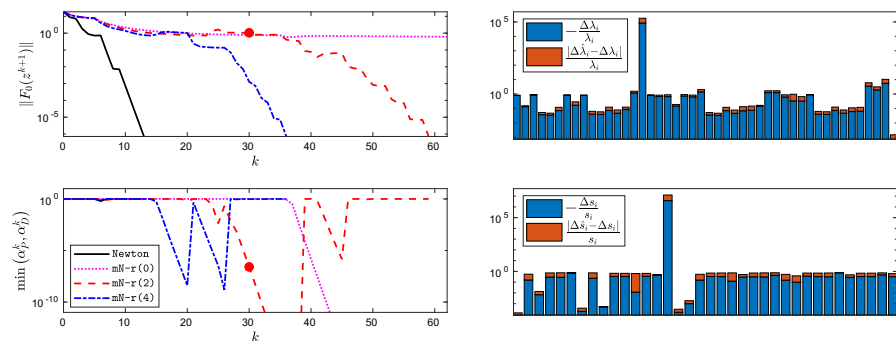 10^0
10^-5
‖F_0(z^{k+1})‖
0 10 20 30 40 50 60
k
10^5
10^0
−Δλ_i/λ_i
|Δλ̂_i−Δλ_i|/λ_i
10^0
10^-10
min (α_P^k, α_D^k)
Newton
mN-r(0)
mN-r(2)
mN-r(4)
0 10 20 30 40 50 60
k
10^5
10^0
−Δs_i/s_i
|Δŝ_i−Δs_i|/s_i